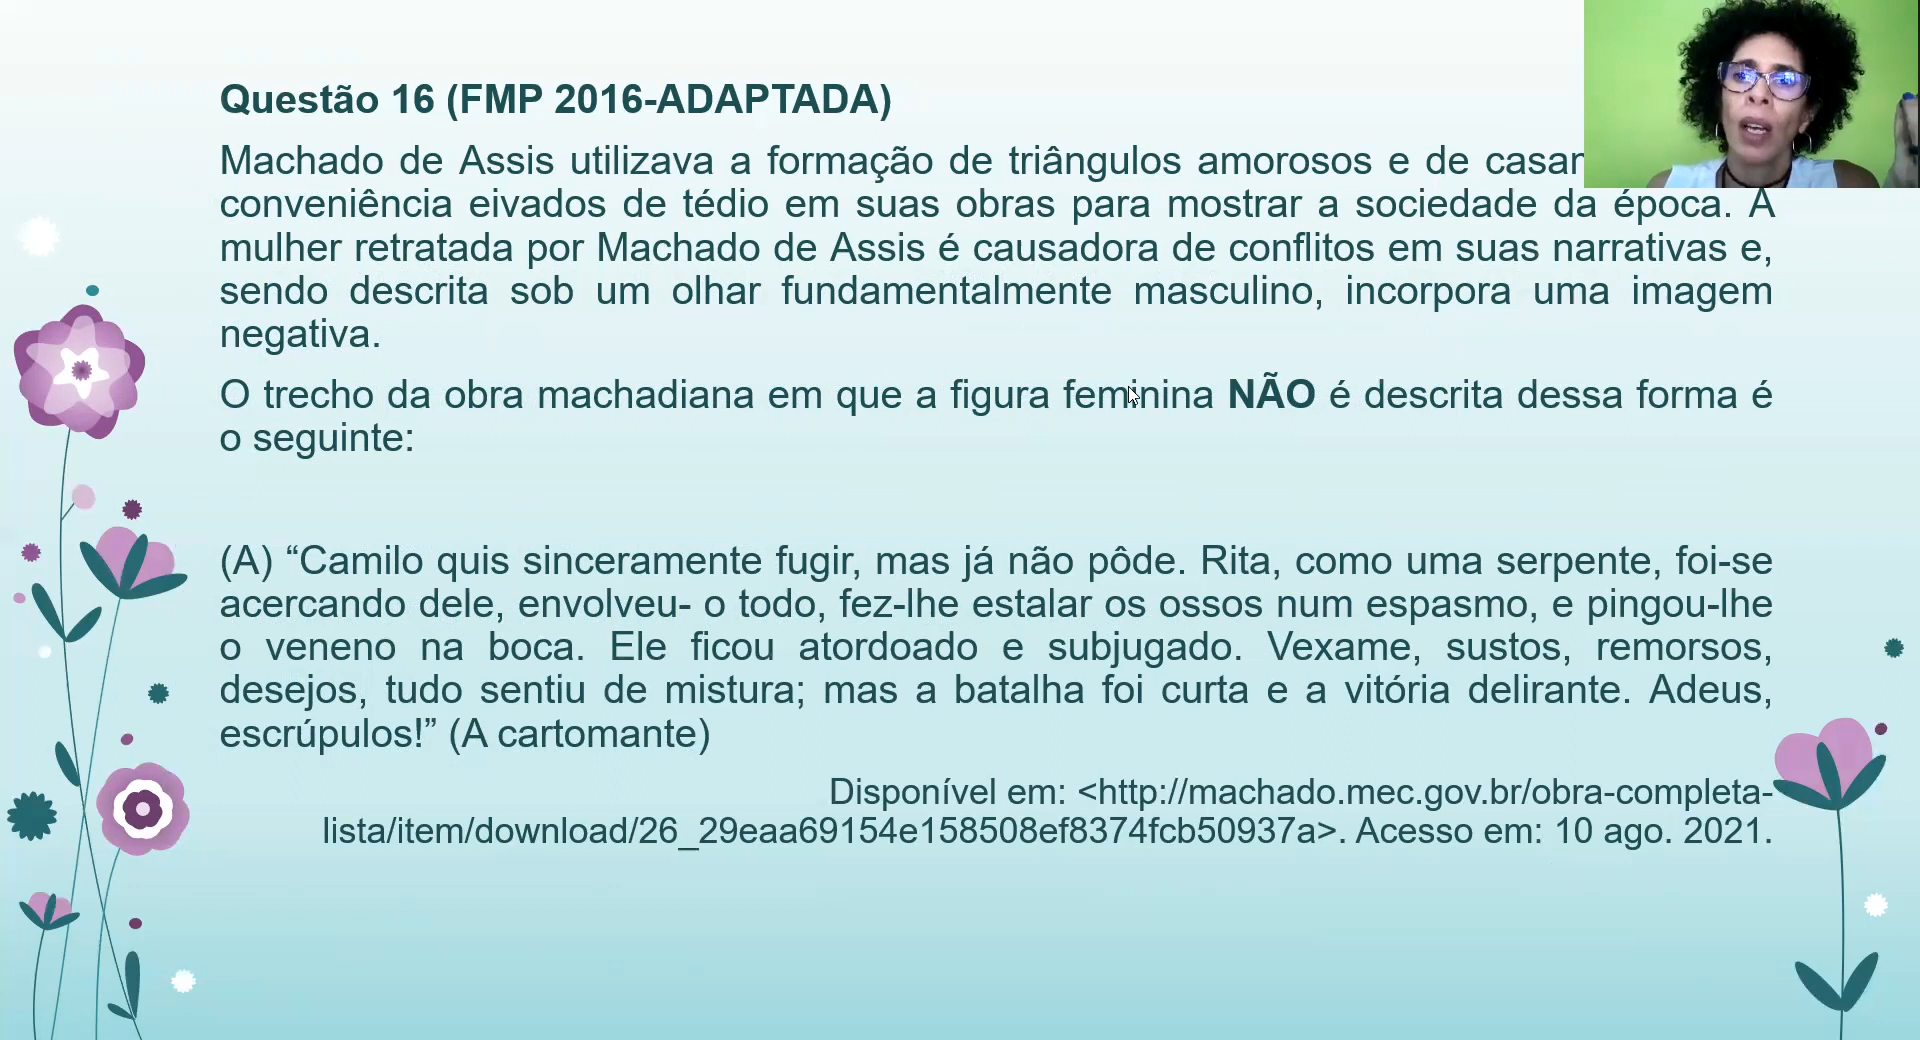 Questão 16 (FMP 2016-ADAPTADA)
Machado de Assis utilizava a formação de triângulos amorosos e de
conveniência eivados de tédio em suas obras para mostrar a sociedade da época. A
mulher retratada por Machado de Assis é causadora de conflitos em suas narrativas e,
sendo descrita sob um olhar fundamentalmente masculino, incorpora uma imagem
negativa.
O trecho da obra machadiana em que a figura feminina NÃO é descrita dessa forma é
o seguinte:
(A) “Camilo quis sinceramente fugir, mas já não pôde. Rita, como uma serpente, foi-se
acercando dele, envolveu- o todo, fez-lhe estalar os ossos num espasmo, e pingou-lhe
o veneno na boca. Ele ficou atordoado e subjugado. Vexame, sustos, remorsos,
desejos, tudo sentiu de mistura; mas a batalha foi curta e a vitória delirante. Adeus,
escrúpulos!” (A cartomante)
Disponível em: <http://machado.mec.gov.br/obra-completa-
lista/item/download/26_29eaa69154e158508ef8374fcb50937a>. Acesso em: 10 ago. 2021.